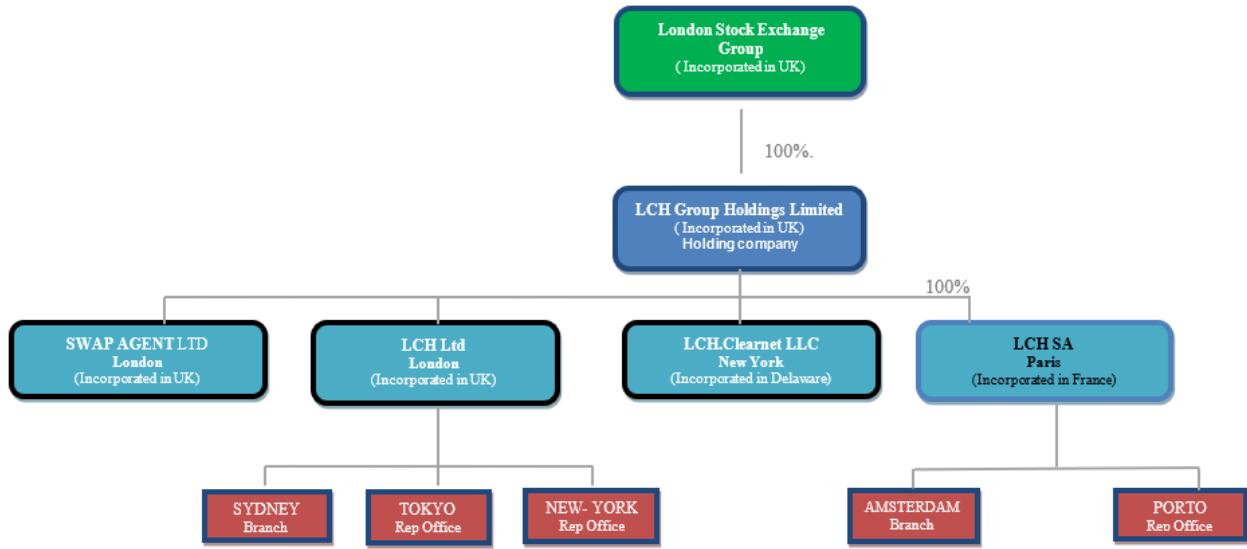 London Stock Exchange
Group
( Incorporated in UK)
100%.
LCH Group Holdings Limited
( Incorporated in UK)
Holding company
100%
SWAP AGENT LTD
London
(Incorporated in UK)
LCH Ltd
London
(Incorporated in UK)
LCH.Clearnet LLC
New York
(Incorporated in Delaware)
LCH SA
Paris
(Incorporated in France)
SYDNEY
Branch
TOKYO
Rep Office
NEW- YORK
Rep Office
AMSTERDAM
Branch
PORTO
Rep Office